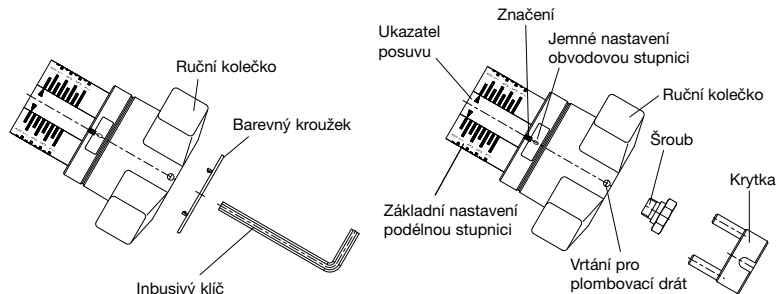 Ruční kolečko
Barevný kroužek
Inbusivý klíč
Ukazatel
posuvu
Značení
Jemné nastavení
obvodovou stupnici
Ruční kolečko
Šroub
Krytka
Základní nastavení
podélnou stupnici
Vrtání pro
plombovací drát